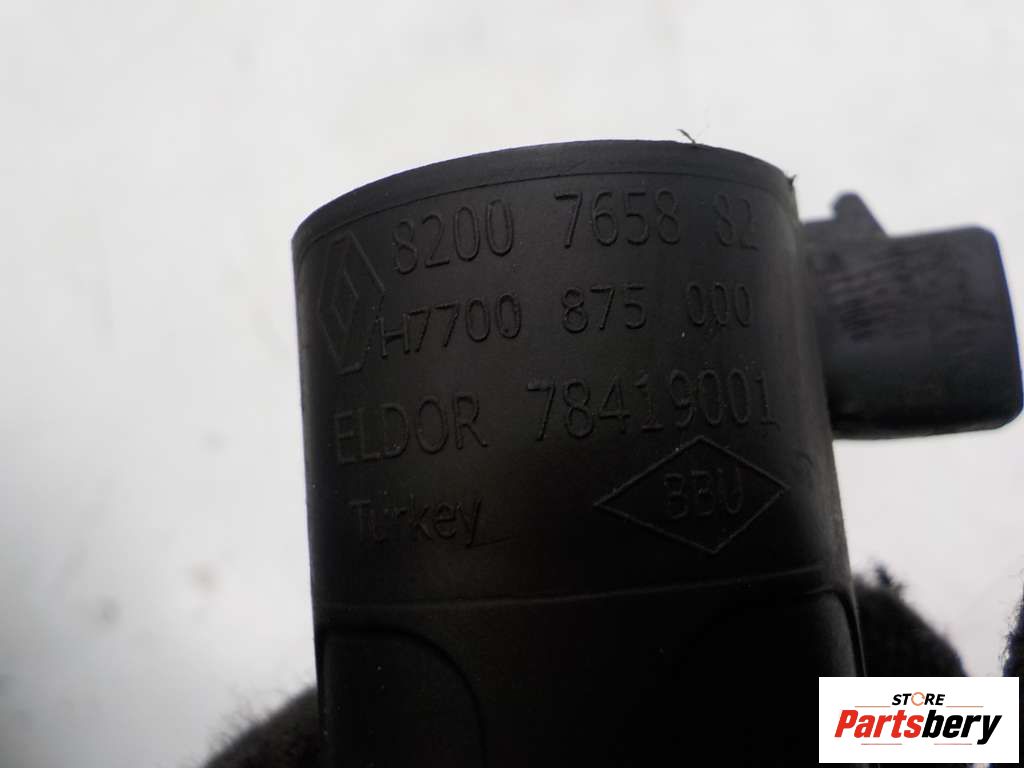 8200 7658 82
H7700 875 000
ELDOR 78419001
Turkey
BBU
STORE
Partsbery